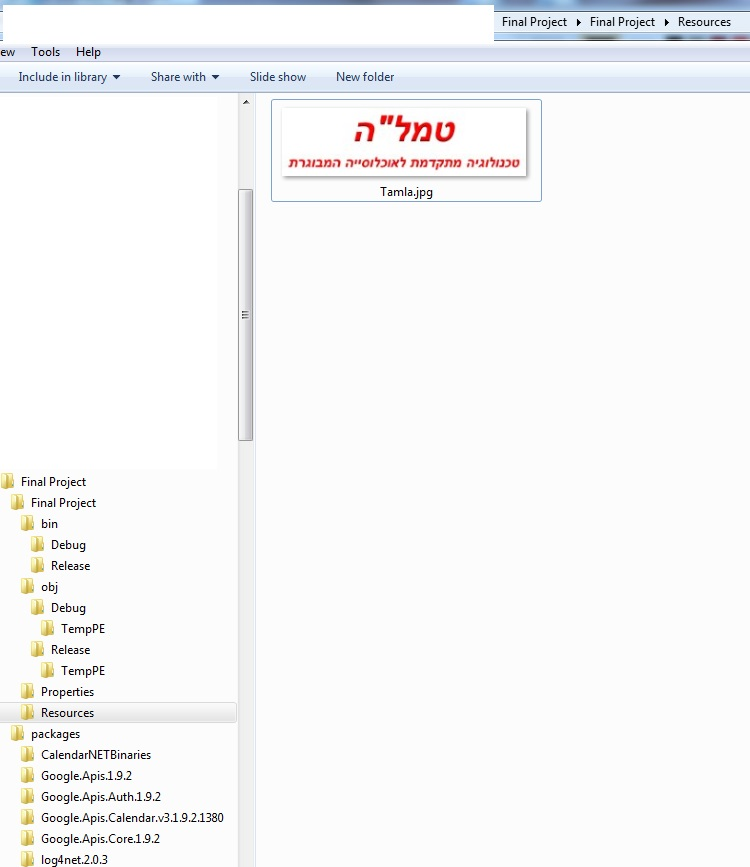 Final Project Final Project Resources
ew Tools Help
Include in library Share with Slide show New folder
טמל"ה
טכנולוגיה מתקדמת לאוכלוסייה המבוגרת
Tamla.jpg
Final Project
Final Project
bin
Debug
Release
obj
Debug
TempPE
Release
TempPE
Properties
Resources
packages
CalendarNETBinaries
Google.Apis.1.9.2
Google.Apis.Auth.1.9.2
Google.Apis.Calendar.v3.1.9.2.1380
Google.Apis.Core.1.9.2
log4net.2.0.3